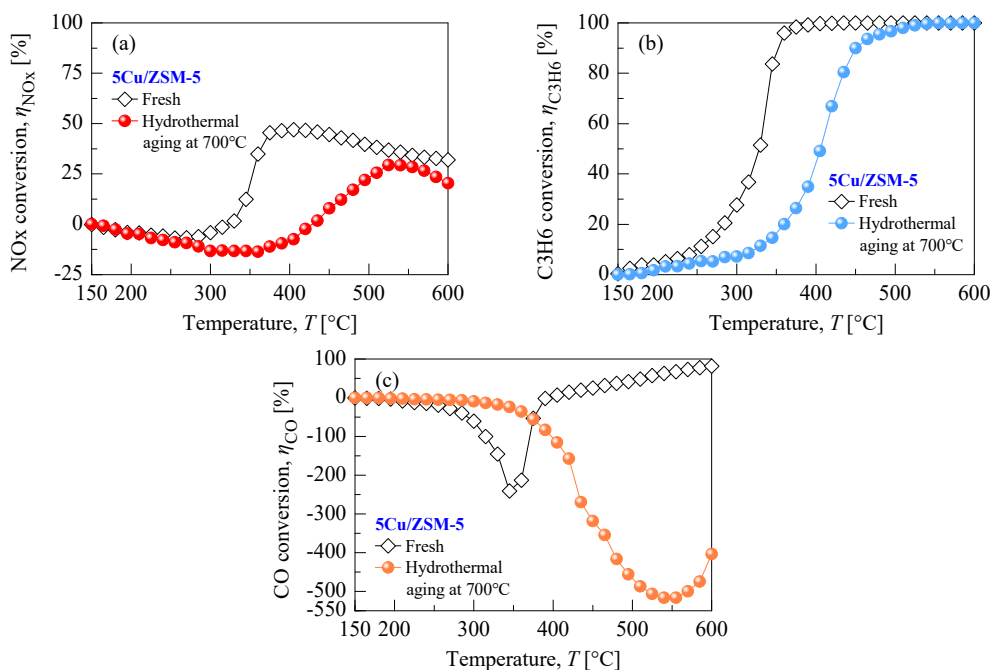 NOx conversion, ηNOx [%]
100
75
50
25
0
-25
(a)
5Cu/ZSM-5
Fresh
Hydrothermal
aging at 700°C
150 200 300 400 500 600
Temperature, T [°C]
C3H6 conversion, ηC3H6 [%]
100
80
60
40
20
0
(b)
5Cu/ZSM-5
Fresh
Hydrothermal
aging at 700°C
150 200 300 400 500 600
Temperature, T [°C]
CO conversion, ηCO [%]
100
0
-100
-200
-300
-400
-500
-550
(c)
5Cu/ZSM-5
Fresh
Hydrothermal
aging at 700°C
150 200 300 400 500 600
Temperature, T [°C]